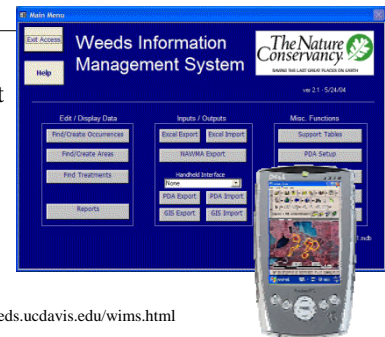 Main Menu
Exit Access
Help
Weeds Information
Management System
The Nature
Conservancy
SAVING THE LAST GREAT PLACES ON EARTH
ver 2.1 - 5/24/04
t
Edit / Display Data
Find/Create Occurrences
Find/Create Areas
Find Treatments
Reports
Inputs / Outputs
Excel Export
Excel Import
NAWMA Export
Handheld Interface
None
PDA Export
PDA Import
GIS Export
GIS Import
Misc. Functions
Support Tables
PDA Setup
1.mdb
eds.ucdavis.edu/wims.html